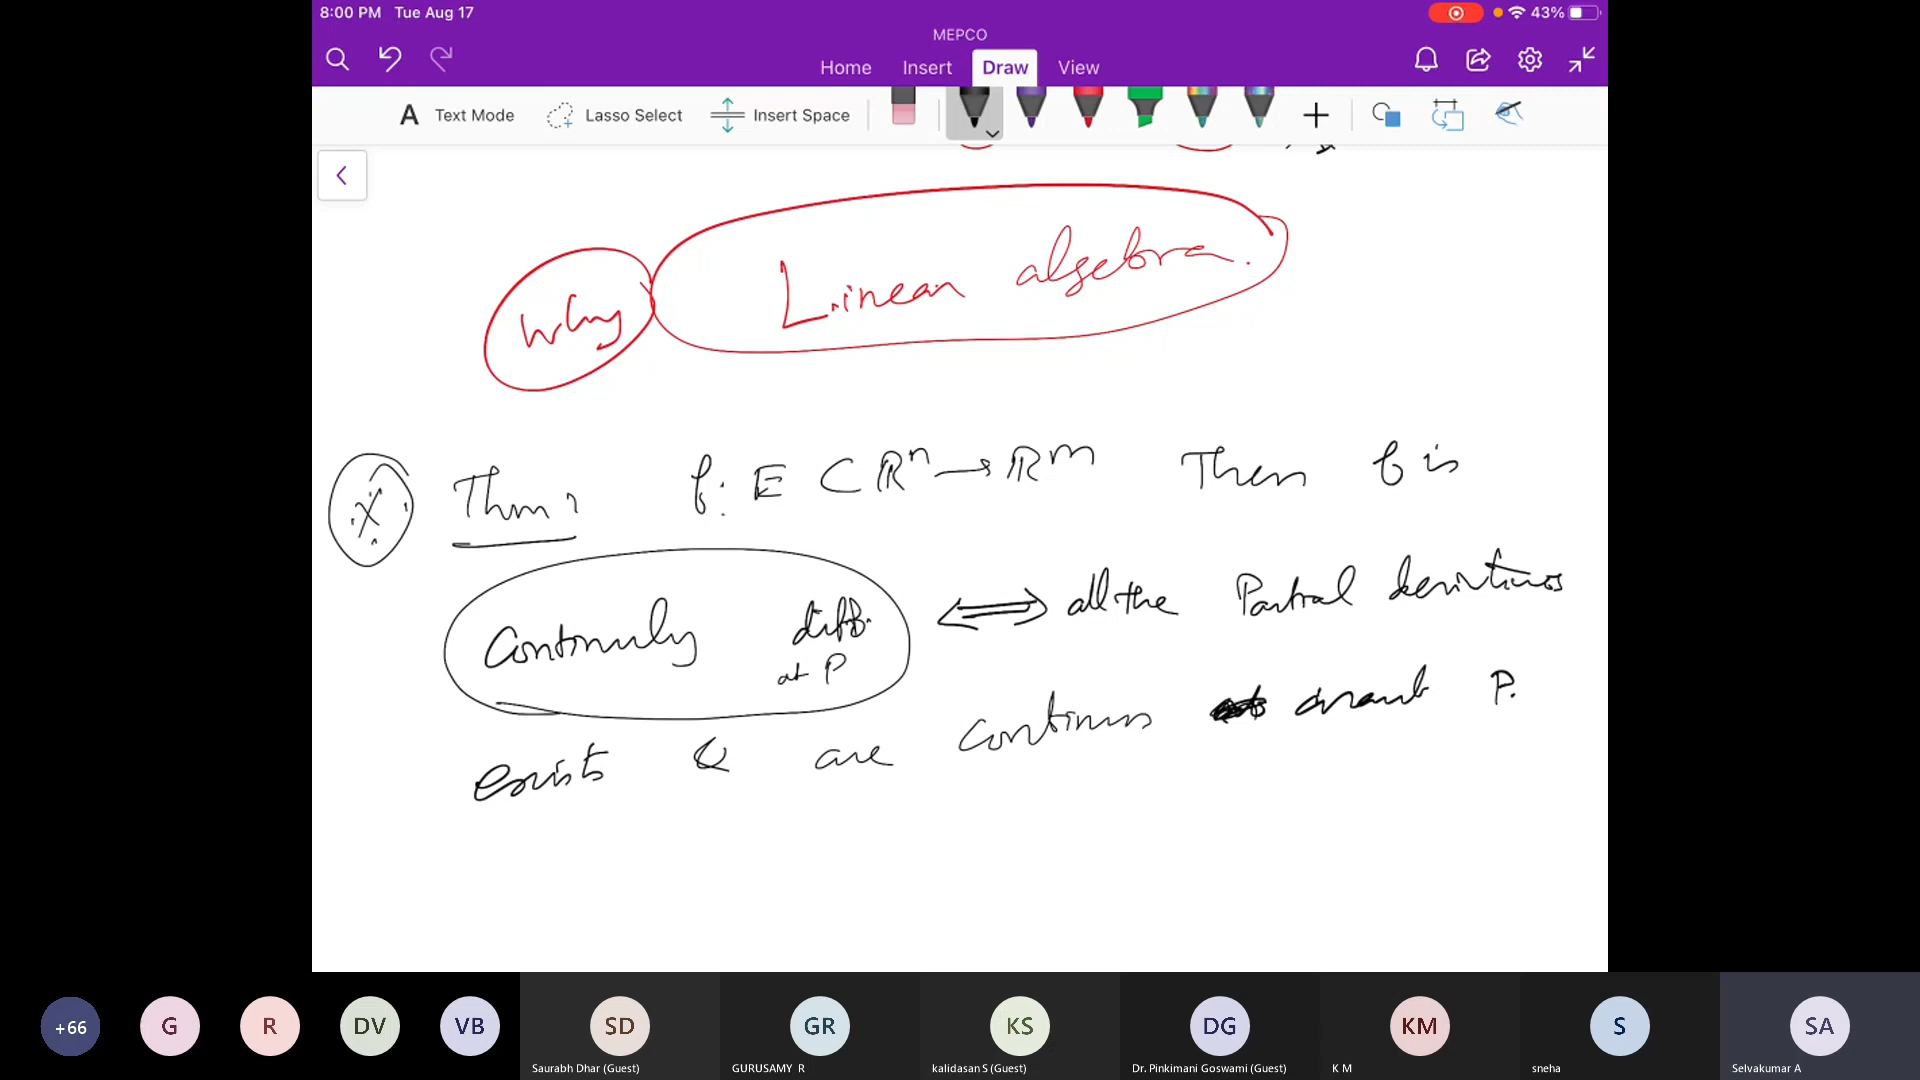 8:00 PM Tue Aug 17
43%
MEPCO
Home Insert Draw View
Text Mode Lasso Select Insert Space
Why Linear algebra.
Thm: f: E ⊂ ℝⁿ → ℝᵐ Then f is
Continuly diff. ⟺ all the Partial derivatives
at P
exists & are continus around P.
+66 G R DV VB SD GR KS DG KM S SA
Saurabh Dhar (Guest) GURUSAMY R kalidasan S (Guest) Dr. Pinkimani Goswami (Guest) K M sneha Selvakumar A